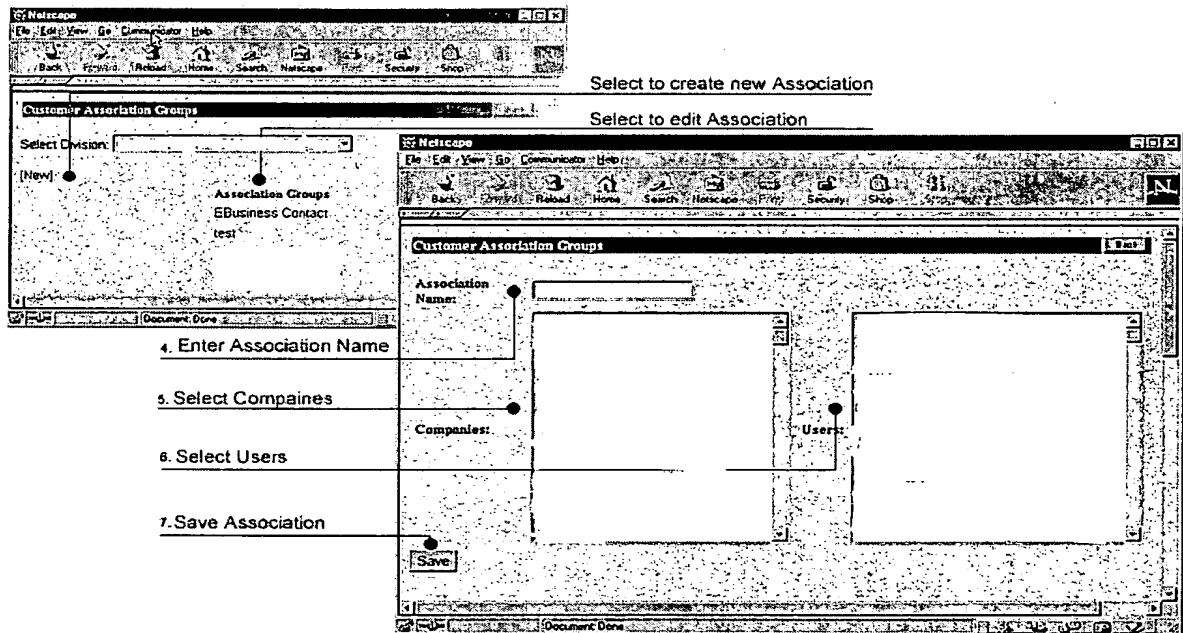 Netscape
File Edit View Go Communicator Help
Back Forward Reload Home Search Netscape Print Security Shop
Select to create new Association
Customer Association Groups
Select to edit Association
Select Division:
[New]
Association Groups
EBusiness Contact
test
Document Done
Netscape
File Edit View Go Communicator Help
Back Forward Reload Home Search Netscape Print Security Shop
N
Customer Association Groups
Back
Association
Name:
4. Enter Association Name
5. Select Compaines
Companies:
Users:
6. Select Users
7. Save Association
Save
Document Done